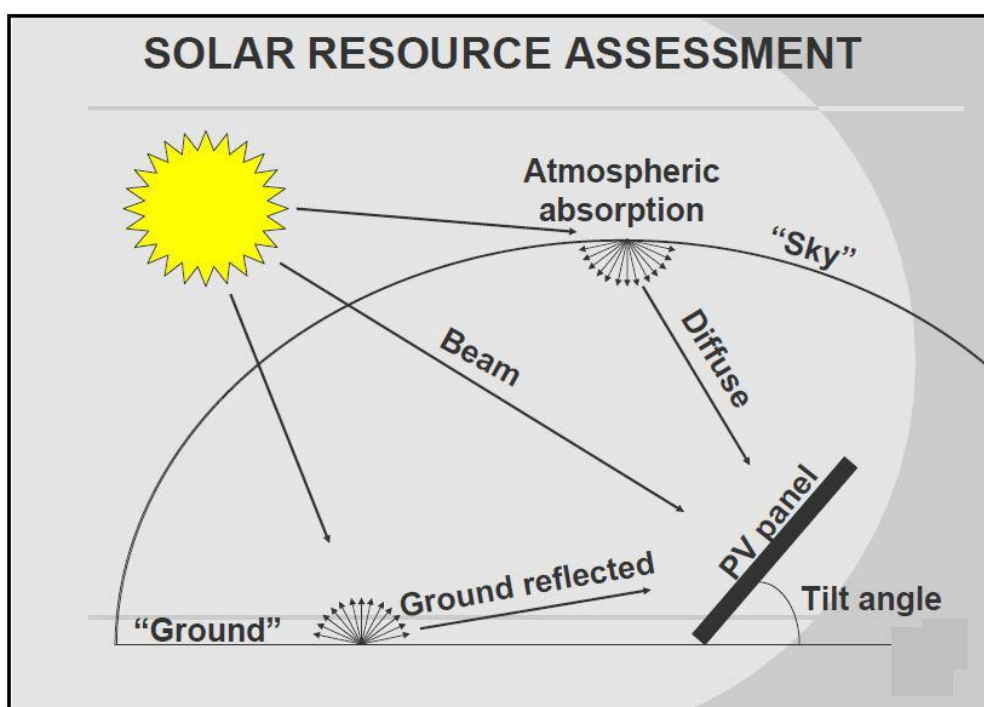 SOLAR RESOURCE ASSESSMENT
Atmospheric
absorption
“Sky”
Beam
Diffuse
PV panel
Ground reflected
Tilt angle
“Ground”